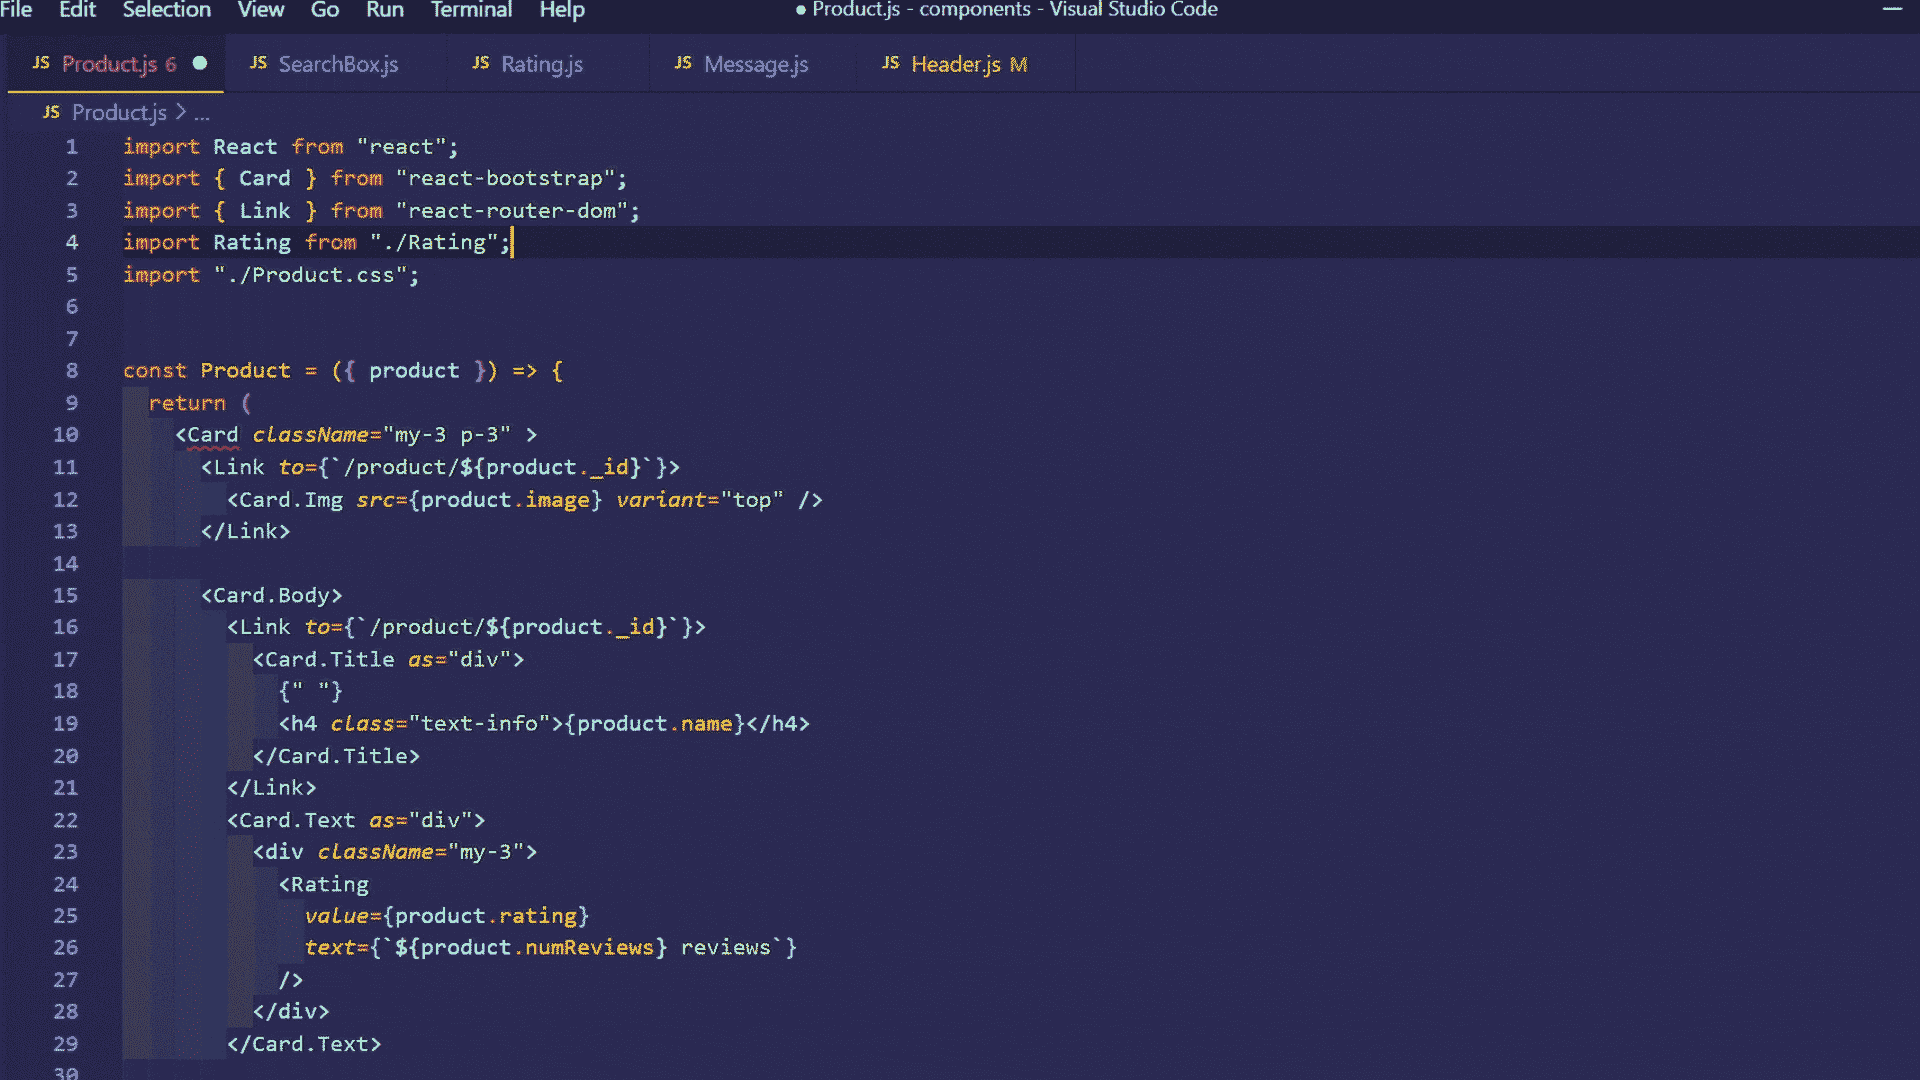 File Edit Selection View Go Run Terminal Help ● Product.js - components - Visual Studio Code
JS Product.js 6 ● JS SearchBox.js JS Rating.js JS Message.js JS Header.js M
JS Product.js > ...
1 import React from "react";
2 import { Card } from "react-bootstrap";
3 import { Link } from "react-router-dom";
4 import Rating from "./Rating";
5 import "./Product.css";
6
7
8 const Product = ({ product }) => {
9 return (
10 <Card className="my-3 p-3" >
11 <Link to={`/product/${product._id}`}>
12 <Card.Img src={product.image} variant="top" />
13 </Link>
14
15 <Card.Body>
16 <Link to={`/product/${product._id}`}>
17 <Card.Title as="div">
18 {" "}
19 <h4 class="text-info">{product.name}</h4>
20 </Card.Title>
21 </Link>
22 <Card.Text as="div">
23 <div className="my-3">
24 <Rating
25 value={product.rating}
26 text={`${product.numReviews} reviews`}
27 />
28 </div>
29 </Card.Text>
30